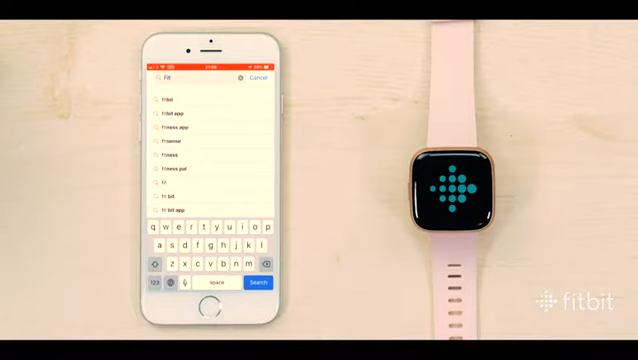 Fit
Cancel
fitbit
fitbit app
fitness app
fitsense
fitness
fitness pal
fit
fit bit
fit bit app
q w e r t y u i o p
a s d f g h j k l
z x c v b n m
123
space
Search
fitbit